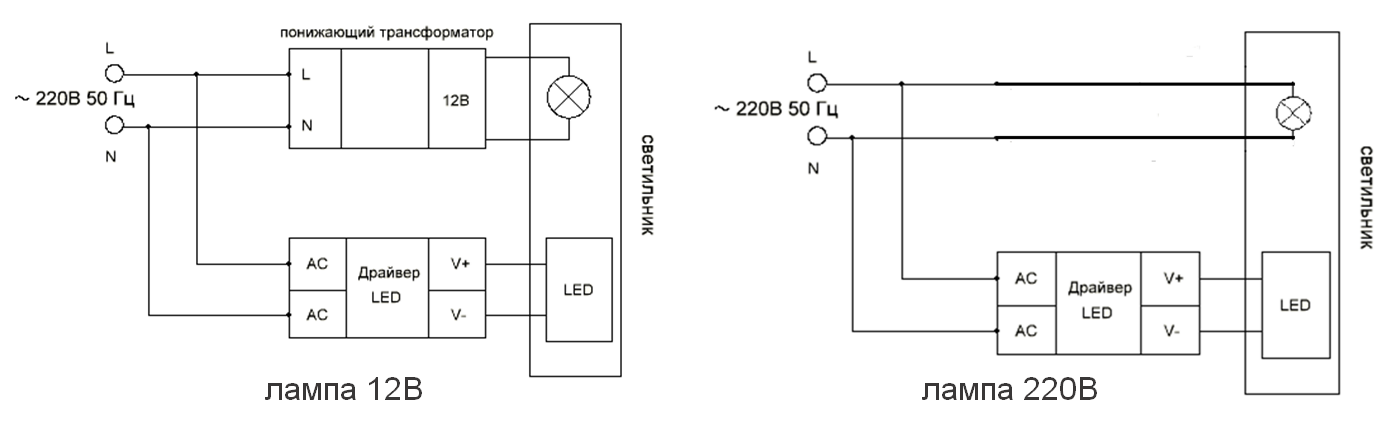 понижающий трансформатор
L
~ 220В 50 Гц
N
L
N
12В
светильник
AC
AC
Драйвер
LED
V+
V-
LED
лампа 12В
L
~ 220В 50 Гц
N
светильник
AC
AC
Драйвер
LED
V+
V-
LED
лампа 220В